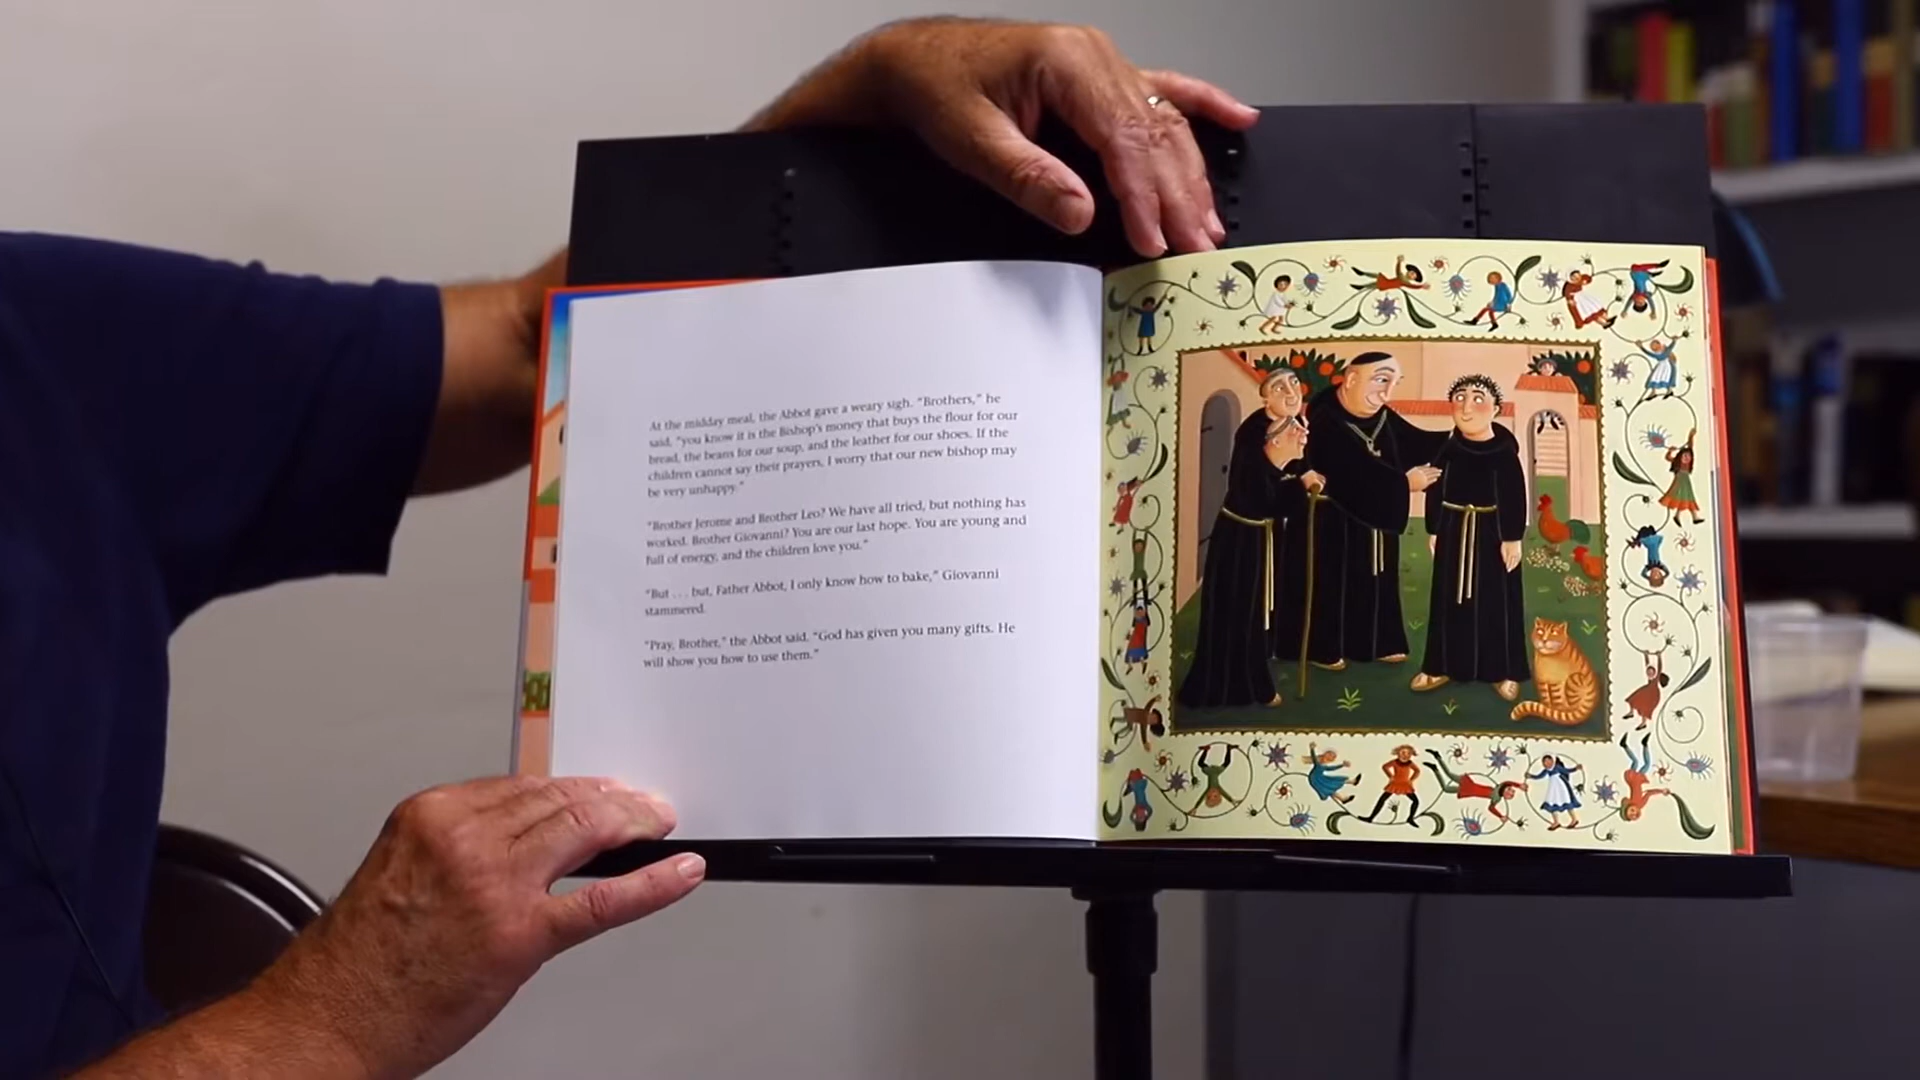 At the midday meal, the Abbot gave a weary sigh. “Brothers,” he
said, “you know it is the Bishop’s money that buys the flour for our
bread, the beans for our soup, and the leather for our shoes. If the
children cannot say their prayers, I worry that our new bishop may
be very unhappy.”
“Brother Jerome and Brother Leo? We have all tried, but nothing has
worked. Brother Giovanni? You are our last hope. You are young and
full of energy, and the children love you.”
“But . . . but, Father Abbot, I only know how to bake,” Giovanni
stammered.
“Pray, Brother,” the Abbot said. “God has given you many gifts. He
will show you how to use them.”